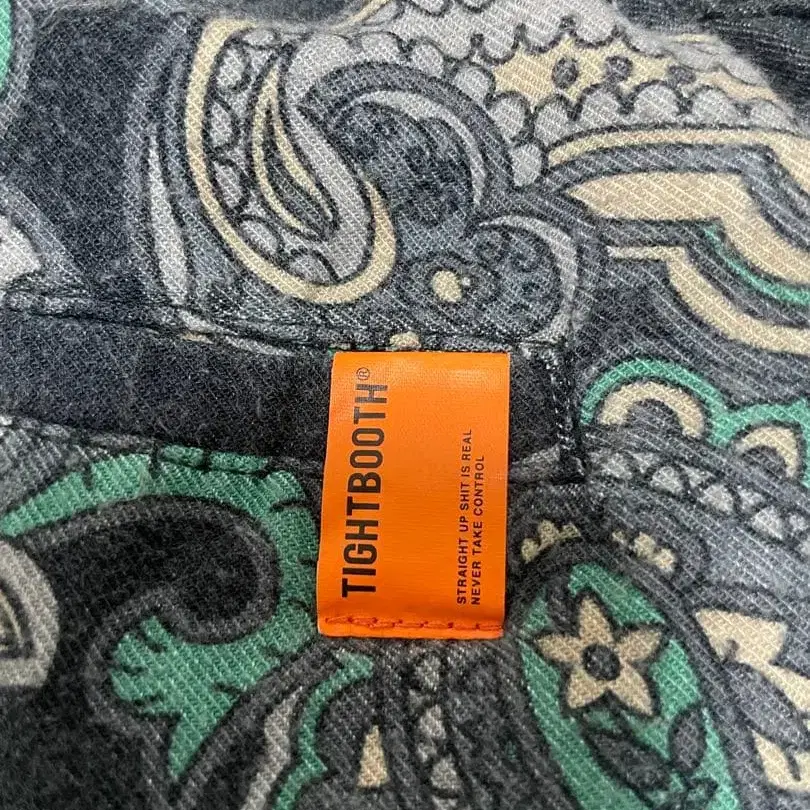 TIGHTBOOTH®
STRAIGHT UP SHIT IS REAL
NEVER TAKE CONTROL